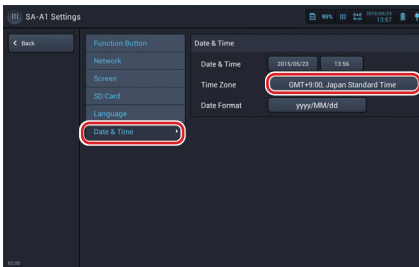 SA-A1 Settings
95%
2015/05/23
13:57
Back
Function Button
Network
Screen
SD Card
Language
Date & Time
Date & Time
Date & Time
2015/05/23
13:56
Time Zone
GMT+9:00, Japan Standard Time
Date Format
yyyy/MM/dd
02:00